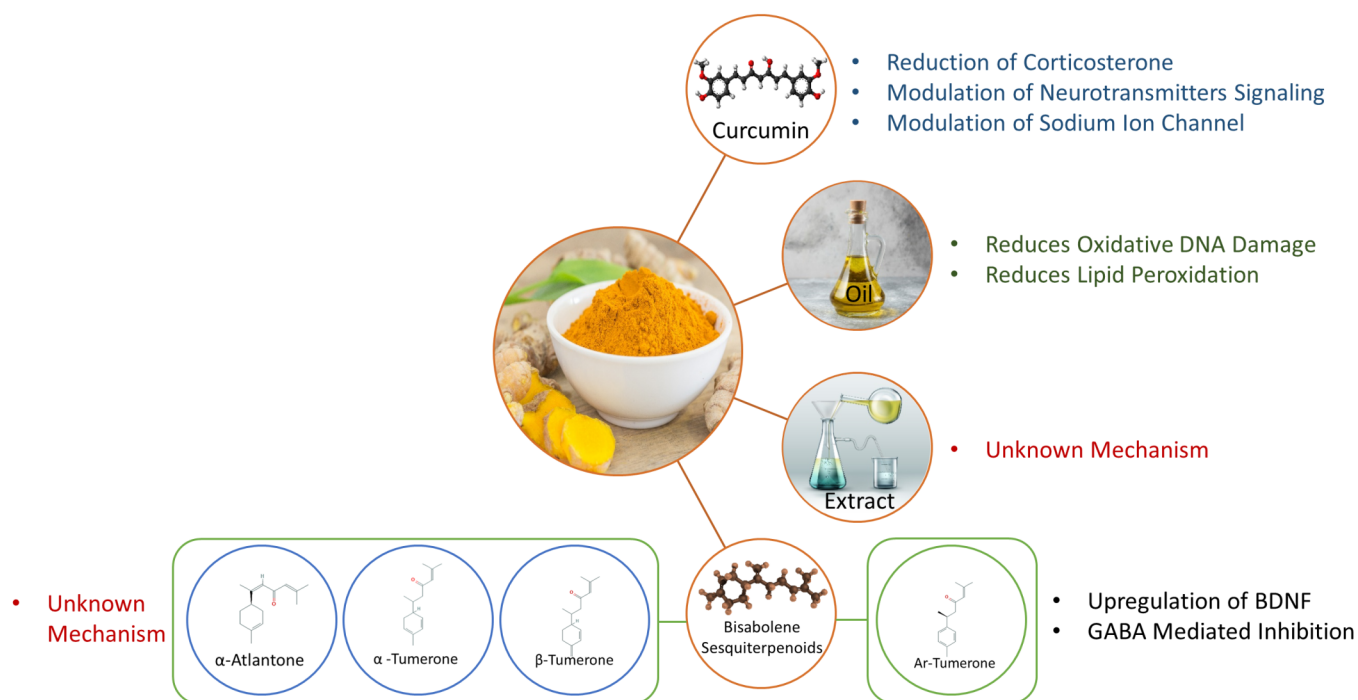 Curcumin
• Reduction of Corticosterone
• Modulation of Neurotransmitters Signaling
• Modulation of Sodium Ion Channel
Oil
• Reduces Oxidative DNA Damage
• Reduces Lipid Peroxidation
Extract
• Unknown Mechanism
• Unknown
Mechanism
H
O
α-Atlantone
O
H
α -Tumerone
O
H
β-Tumerone
Bisabolene
Sesquiterpenoids
O
Ar-Tumerone
• Upregulation of BDNF
• GABA Mediated Inhibition